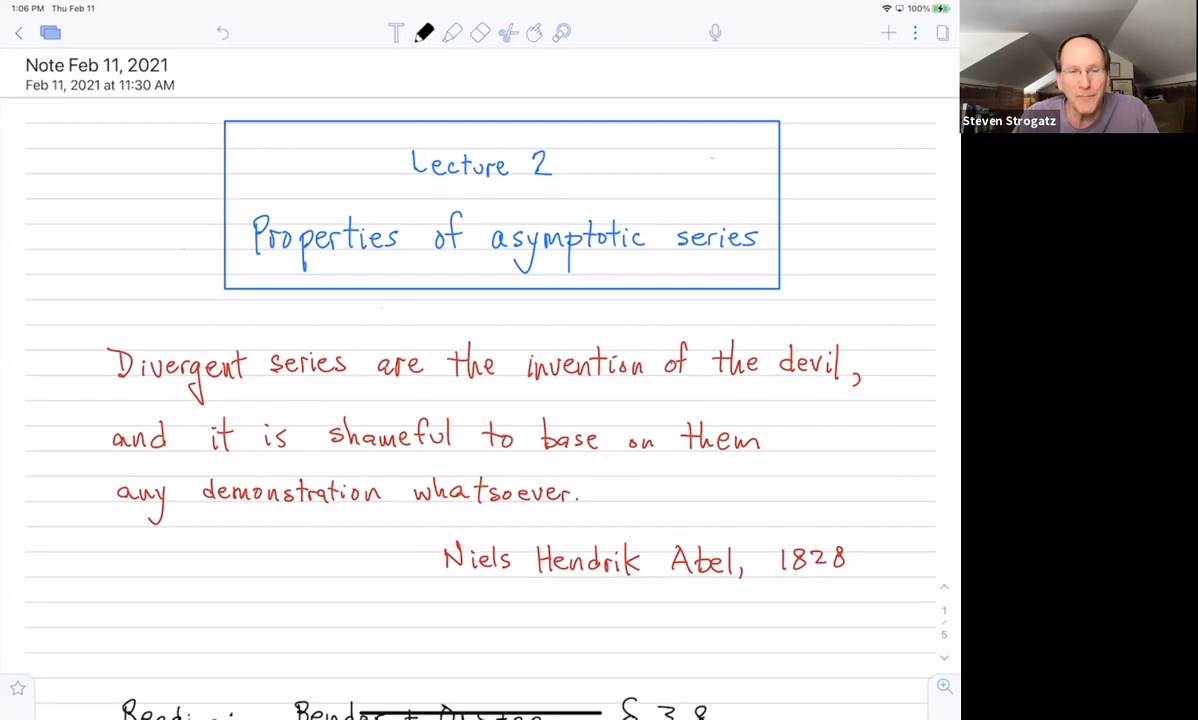 1:06 PM Thu Feb 11
100%
Note Feb 11, 2021
Feb 11, 2021 at 11:30 AM
Steven Strogatz
Lecture 2
Properties of asymptotic series
Divergent series are the invention of the devil,
and it is shameful to base on them
any demonstration whatsoever.
Niels Hendrik Abel, 1828
1
/
5
§ 3.8